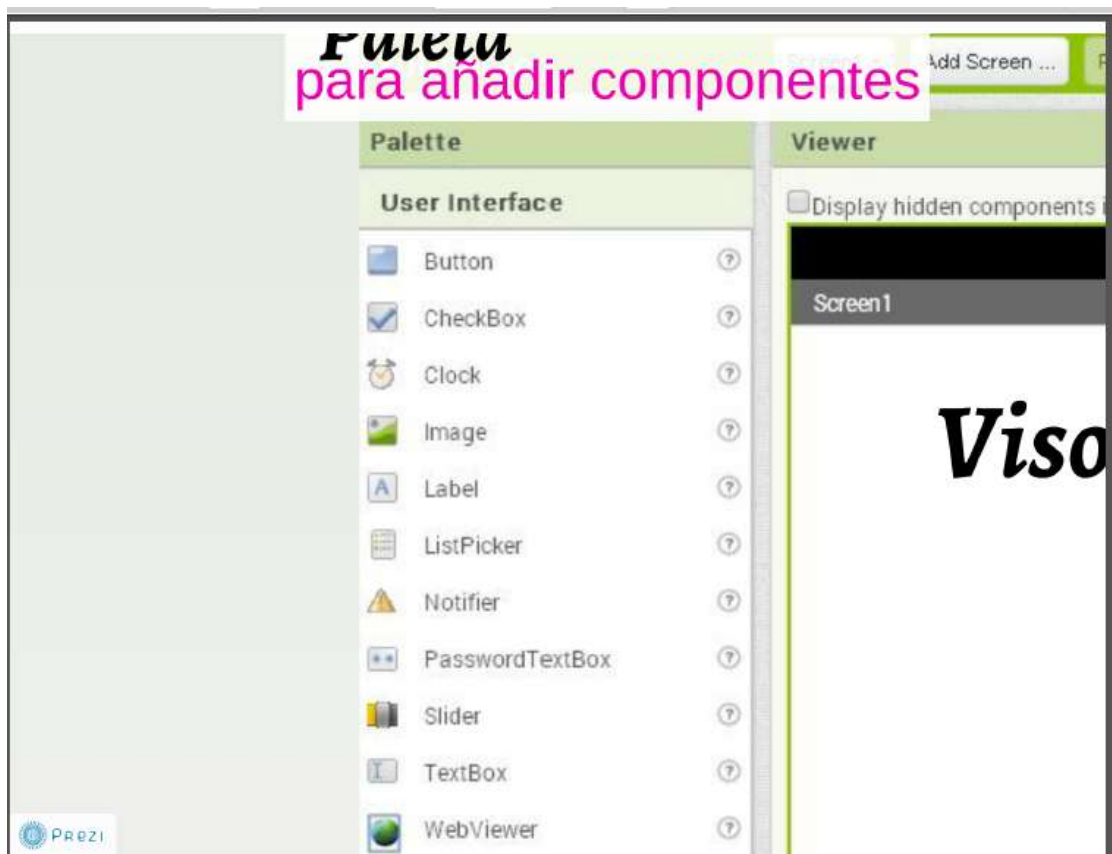 Paleta
para añadir componentes
Add Screen ...
Palette
Viewer
User Interface
Display hidden components i
Button
Screen1
CheckBox
Clock
Image
Viso
Label
ListPicker
Notifier
PasswordTextBox
Slider
TextBox
WebViewer
PREZI